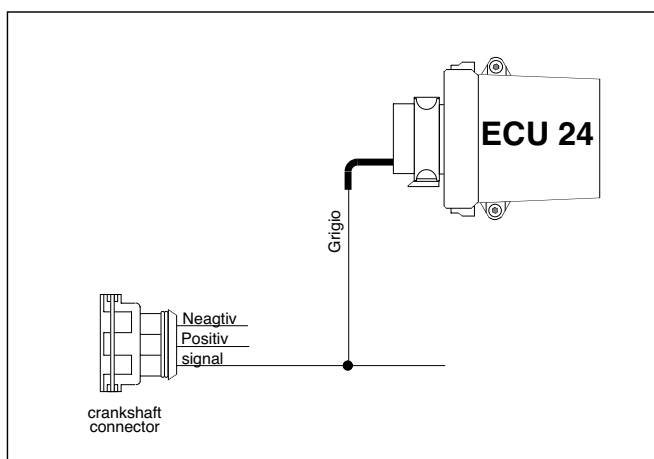 ECU 24
Grigio
Neagtiv
Positiv
signal
crankshaft
connector